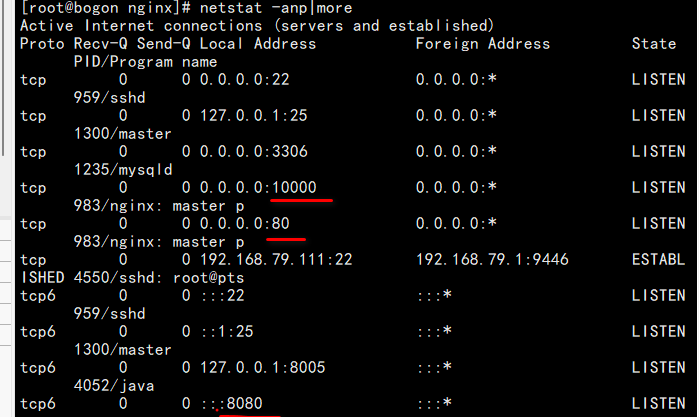 [root@bogon nginx]# netstat -anp|more
Active Internet connections (servers and established)
Proto Recv-Q Send-Q Local Address           Foreign Address         State
      PID/Program name
tcp        0      0 0.0.0.0:22              0.0.0.0:*               LISTEN
      959/sshd
tcp        0      0 127.0.0.1:25            0.0.0.0:*               LISTEN
      1300/master
tcp        0      0 0.0.0.0:3306            0.0.0.0:*               LISTEN
      1235/mysqld
tcp        0      0 0.0.0.0:10000           0.0.0.0:*               LISTEN
      983/nginx: master p
tcp        0      0 0.0.0.0:80              0.0.0.0:*               LISTEN
      983/nginx: master p
tcp        0      0 192.168.79.111:22       192.168.79.1:9446       ESTABL
ISHED 4550/sshd: root@pts
tcp6       0      0 :::22                   :::*                    LISTEN
      959/sshd
tcp6       0      0 ::1:25                  :::*                    LISTEN
      1300/master
tcp6       0      0 127.0.0.1:8005          :::*                    LISTEN
      4052/java
tcp6       0      0 :::8080                 :::*                    LISTEN